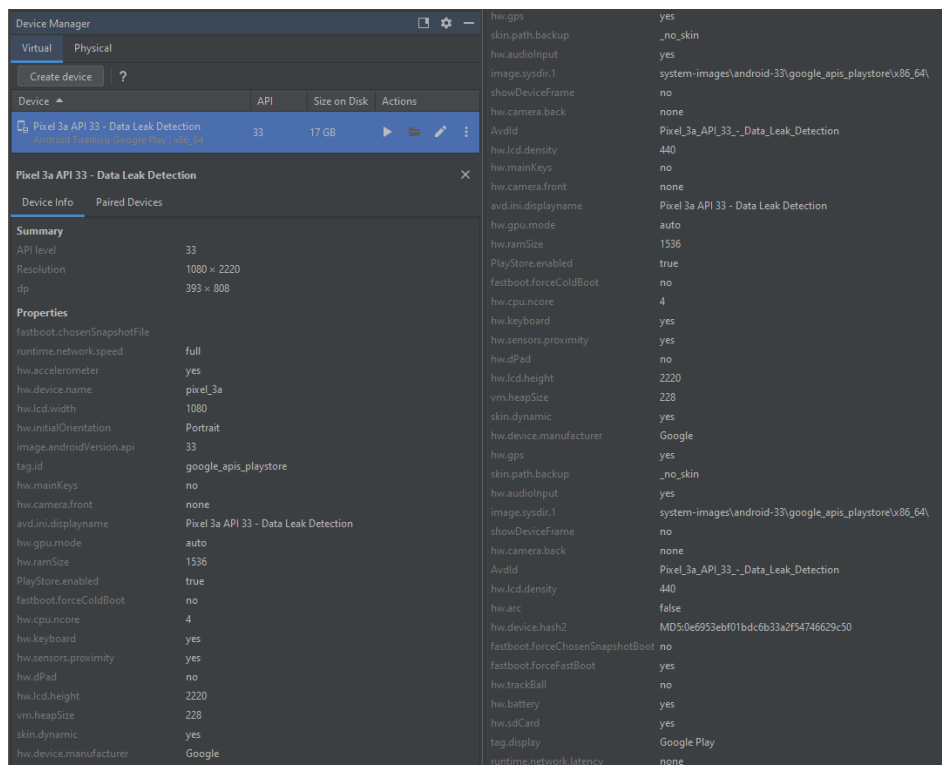 Device Manager
Virtual Physical
Create device ?
Device API Size on Disk Actions
Pixel 3a API 33 - Data Leak Detection 33 17 GB
Android Tiramisu Google Play | x86_64
Pixel 3a API 33 - Data Leak Detection
Device Info Paired Devices
Summary
API level 33
Resolution 1080 × 2220
dp 393 × 808
Properties
fastboot.chosenSnapshotFile
runtime.network.speed full
hw.accelerometer yes
hw.device.name pixel_3a
hw.lcd.width 1080
hw.initialOrientation Portrait
image.androidVersion.api 33
tag.id google_apis_playstore
hw.mainKeys no
hw.camera.front none
avd.ini.displayname Pixel 3a API 33 - Data Leak Detection
hw.gpu.mode auto
hw.ramSize 1536
PlayStore.enabled true
fastboot.forceColdBoot no
hw.cpu.ncore 4
hw.keyboard yes
hw.sensors.proximity yes
hw.dPad no
hw.lcd.height 2220
vm.heapSize 228
skin.dynamic yes
hw.device.manufacturer Google
hw.gps yes
skin.path.backup _no_skin
hw.audioInput yes
image.sysdir.1 system-images\android-33\google_apis_playstore\x86_64\
showDeviceFrame no
hw.camera.back none
AvdId Pixel_3a_API_33_-_Data_Leak_Detection
hw.lcd.density 440
hw.mainKeys no
hw.camera.front none
avd.ini.displayname Pixel 3a API 33 - Data Leak Detection
hw.gpu.mode auto
hw.ramSize 1536
PlayStore.enabled true
fastboot.forceColdBoot no
hw.cpu.ncore 4
hw.keyboard yes
hw.sensors.proximity yes
hw.dPad no
hw.lcd.height 2220
vm.heapSize 228
skin.dynamic yes
hw.device.manufacturer Google
hw.gps yes
skin.path.backup _no_skin
hw.audioInput yes
image.sysdir.1 system-images\android-33\google_apis_playstore\x86_64\
showDeviceFrame no
hw.camera.back none
AvdId Pixel_3a_API_33_-_Data_Leak_Detection
hw.lcd.density 440
hw.arc false
hw.device.hash2 MD5:0e6953ebf01bdc6b33a2f54746629c50
fastboot.forceChosenSnapshotBoot no
fastboot.forceFastBoot yes
hw.trackBall no
hw.battery yes
hw.sdCard yes
tag.display Google Play
runtime.network.latency none